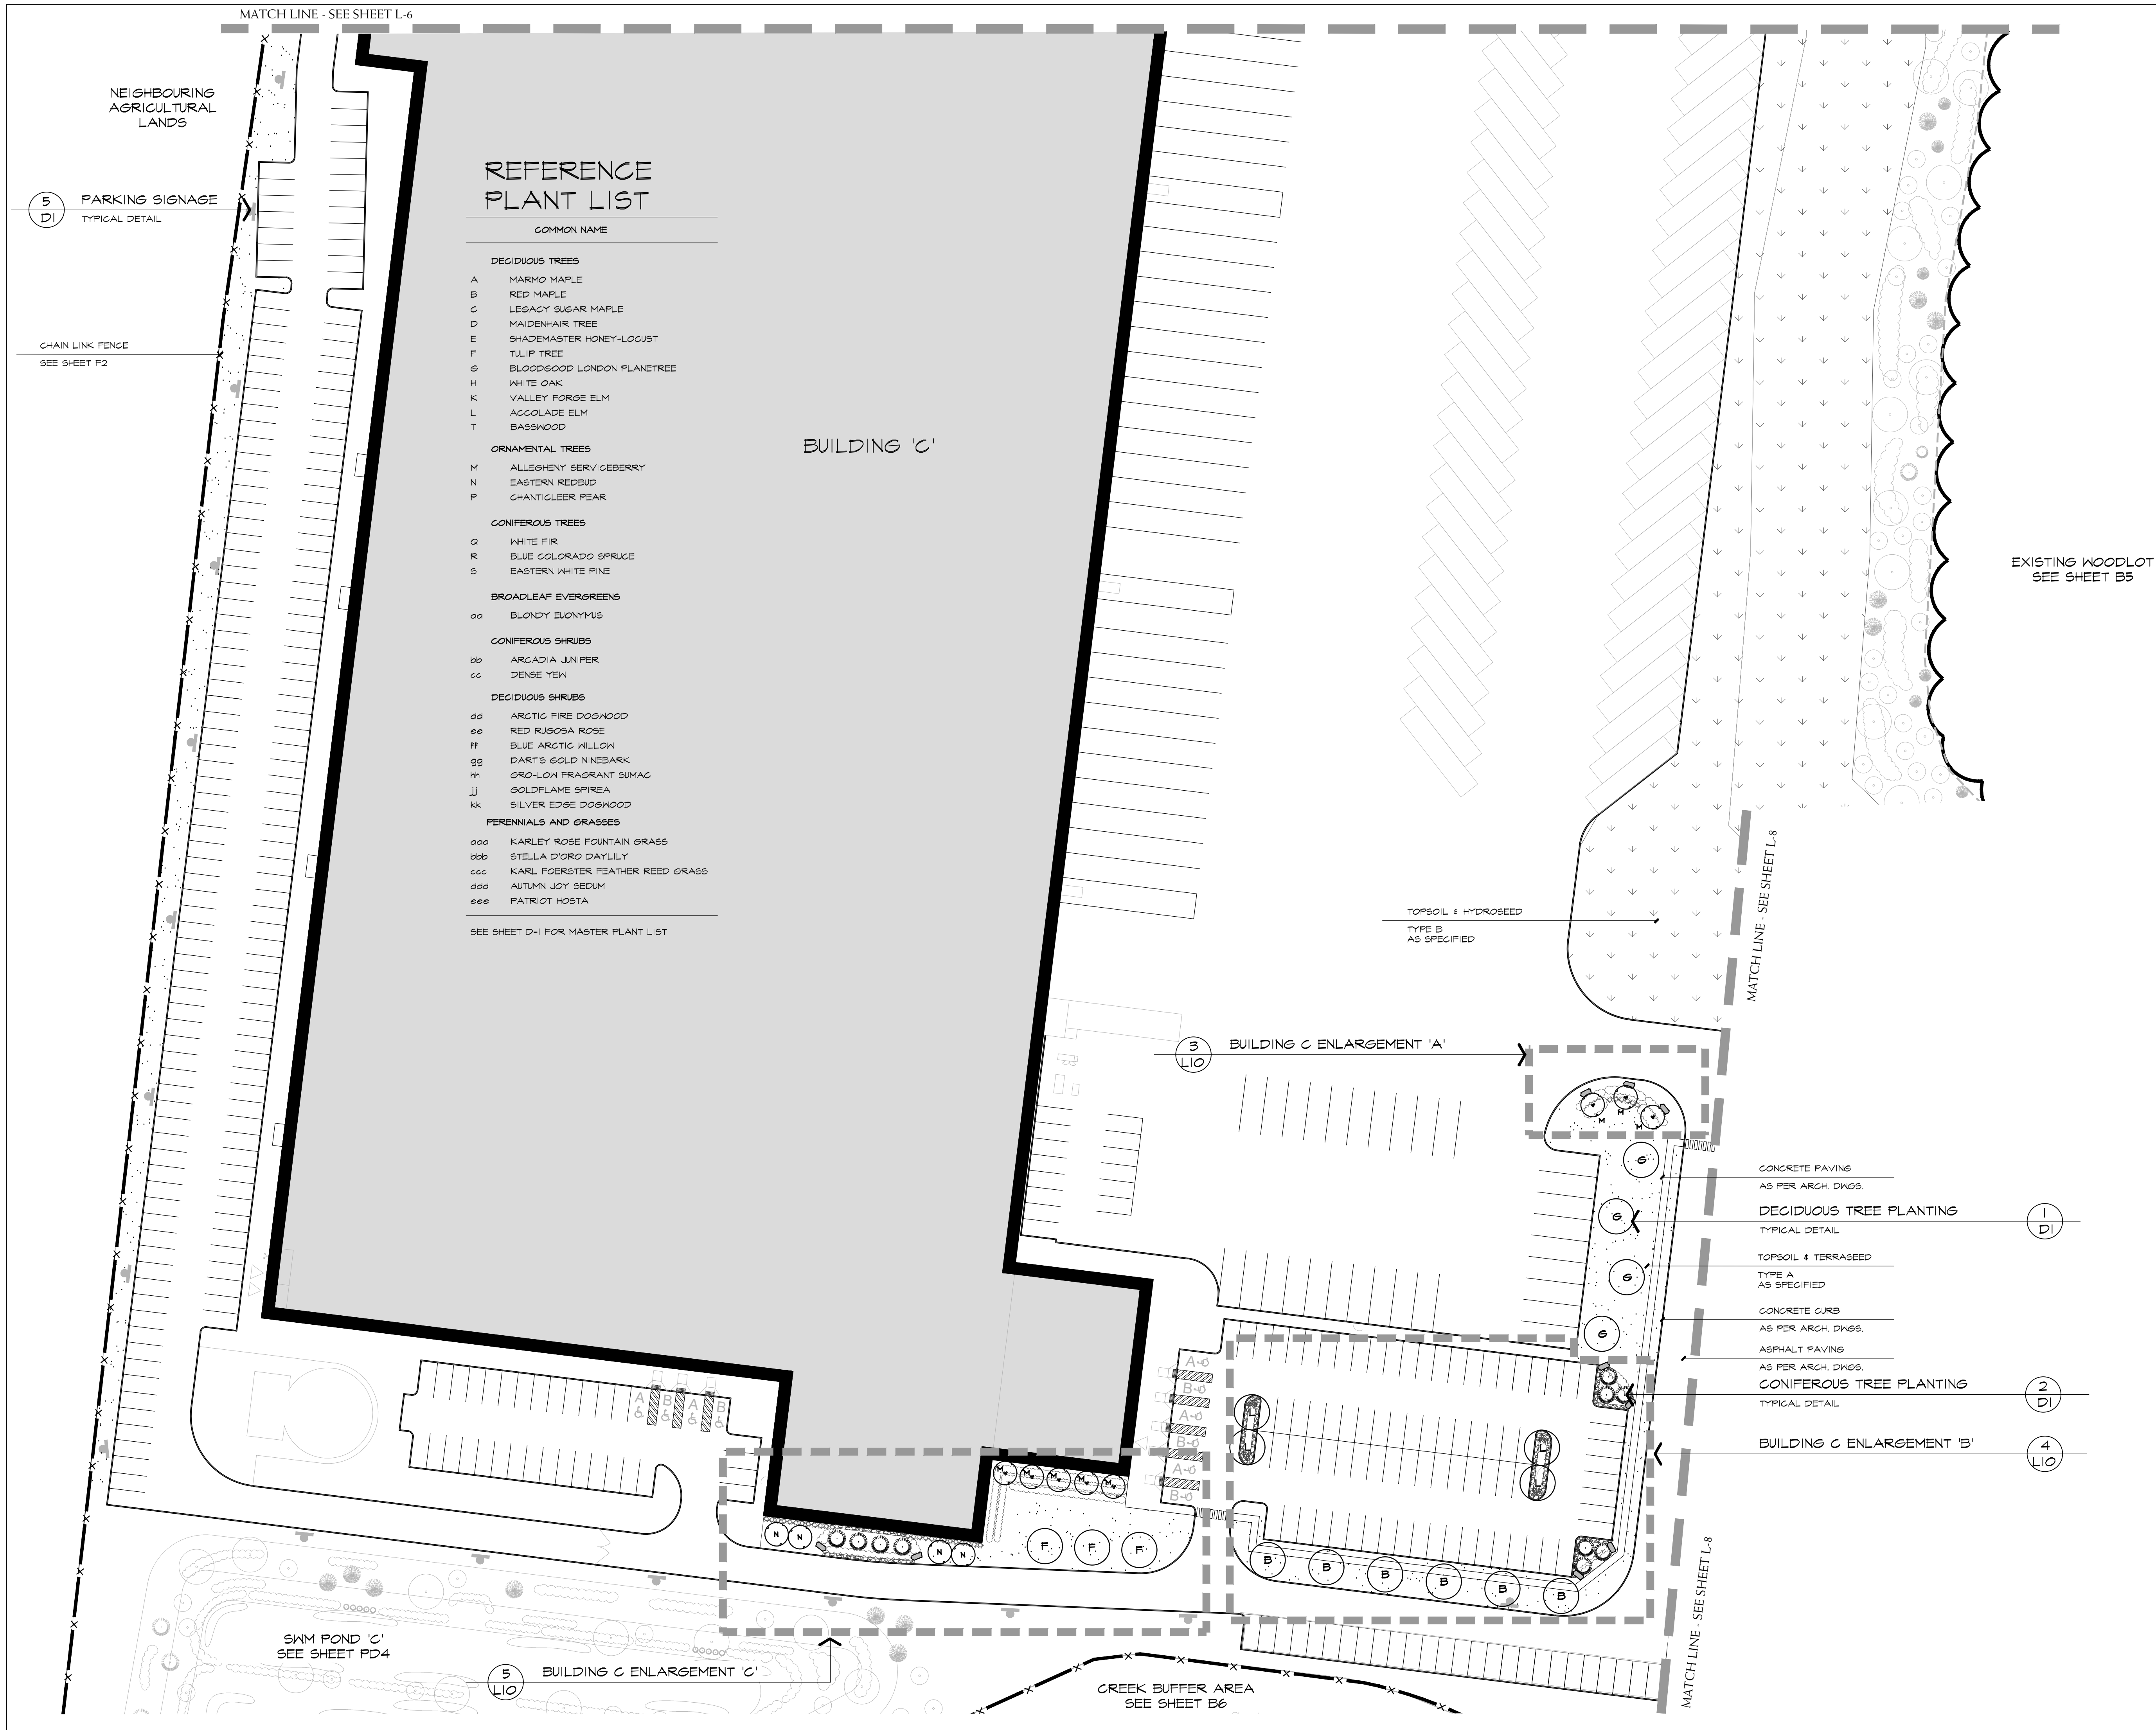 MATCH LINE - SEE SHEET L-6
NEIGHBOURING
AGRICULTURAL
LANDS
5
D1
PARKING SIGNAGE
TYPICAL DETAIL
CHAIN LINK FENCE
SEE SHEET F2
REFERENCE
PLANT LIST
COMMON NAME
DECIDUOUS TREES
A MARMO MAPLE
B RED MAPLE
C LEGACY SUGAR MAPLE
D MAIDENHAIR TREE
E SHADEMASTER HONEY-LOCUST
F TULIP TREE
G BLOODGOOD LONDON PLANETREE
H WHITE OAK
K VALLEY FORGE ELM
L ACCOLADE ELM
T BASSWOOD
ORNAMENTAL TREES
M ALLEGHENY SERVICEBERRY
N EASTERN REDBUD
P CHANTICLEER PEAR
CONIFEROUS TREES
Q WHITE FIR
R BLUE COLORADO SPRUCE
S EASTERN WHITE PINE
BROADLEAF EVERGREENS
aa BLONDY EUONYMUS
CONIFEROUS SHRUBS
bb ARCADIA JUNIPER
cc DENSE YEW
DECIDUOUS SHRUBS
dd ARCTIC FIRE DOGWOOD
ee RED RUGOSA ROSE
ff BLUE ARCTIC WILLOW
gg DART'S GOLD NINEBARK
hh GRO-LOW FRAGRANT SUMAC
jj GOLDFLAME SPIREA
kk SILVER EDGE DOGWOOD
PERENNIALS AND GRASSES
aaa KARLEY ROSE FOUNTAIN GRASS
bbb STELLA D'ORO DAYLILY
ccc KARL FOERSTER FEATHER REED GRASS
ddd AUTUMN JOY SEDUM
eee PATRIOT HOSTA
SEE SHEET D-1 FOR MASTER PLANT LIST
BUILDING 'C'
EXISTING WOODLOT
SEE SHEET B5
TOPSOIL & HYDROSEED
TYPE B
AS SPECIFIED
MATCH LINE - SEE SHEET L-8
3
L10
BUILDING C ENLARGEMENT 'A'
M
M
M
G
G
G
G
CONCRETE PAVING
AS PER ARCH. DWGS.
DECIDUOUS TREE PLANTING
TYPICAL DETAIL
1
D1
TOPSOIL & TERRASEED
TYPE A
AS SPECIFIED
CONCRETE CURB
AS PER ARCH. DWGS.
ASPHALT PAVING
AS PER ARCH. DWGS.
CONIFEROUS TREE PLANTING
TYPICAL DETAIL
2
D1
BUILDING C ENLARGEMENT 'B'
4
L10
A B A B
A
B
A
B
A
B
L
L
L
L
M M M M M
N N N N
F F F
B B B B B B
SWM POND 'C'
SEE SHEET PD4
5
L10
BUILDING C ENLARGEMENT 'C'
CREEK BUFFER AREA
SEE SHEET B6
MATCH LINE - SEE SHEET L-8